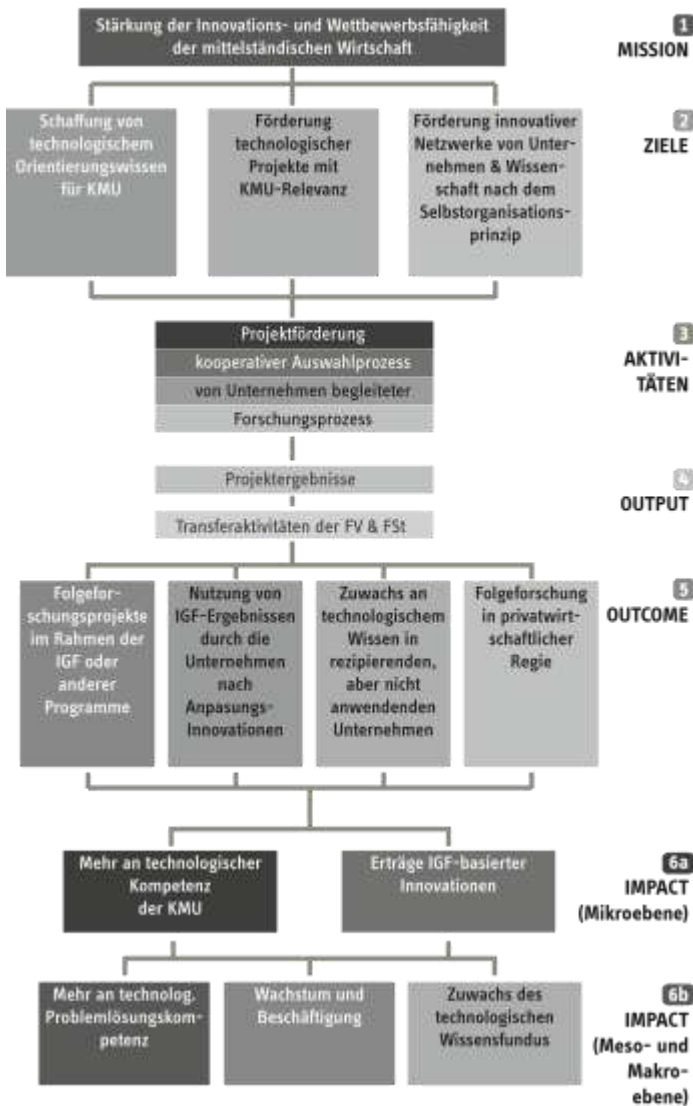 Stärkung der Innovations- und Wettbewerbsfähigkeit
der mittelständischen Wirtschaft
1
MISSION
Schaffung von
technologischem
Orientierungswissen
für KMU
Förderung
technologischer
Projekte mit
KMU-Relevanz
Förderung innovativer
Netzwerke von Unter-
nehmen & Wissen-
schaft nach dem
Selbstorganisations-
prinzip
2
ZIELE
Projektförderung
kooperativer Auswahlprozess
von Unternehmen begleiteter
Forschungsprozess
3
AKTIVI-
TÄTEN
Projektergebnisse
Transferaktivitäten der FV & FSt
4
OUTPUT
Folgefor-
schungsprojekte
im Rahmen der
IGF oder
anderer
Programme
Nutzung von
IGF-Ergebnissen
durch die
Unternehmen
nach
Anpasungs-
Innovationen
Zuwachs an
technologischem
Wissen in
rezipierenden,
aber nicht
anwendenden
Unternehmen
Folgeforschung
in privatwirt-
schaftlicher
Regie
5
OUTCOME
Mehr an technologischer
Kompetenz
der KMU
Erträge IGF-basierter
Innovationen
6a
IMPACT
(Mikroebene)
Mehr an technolog.
Problemlösungskom-
petenz
Wachstum und
Beschäftigung
Zuwachs des
technologischen
Wissensfundus
6b
IMPACT
(Meso- und
Makro-
ebene)